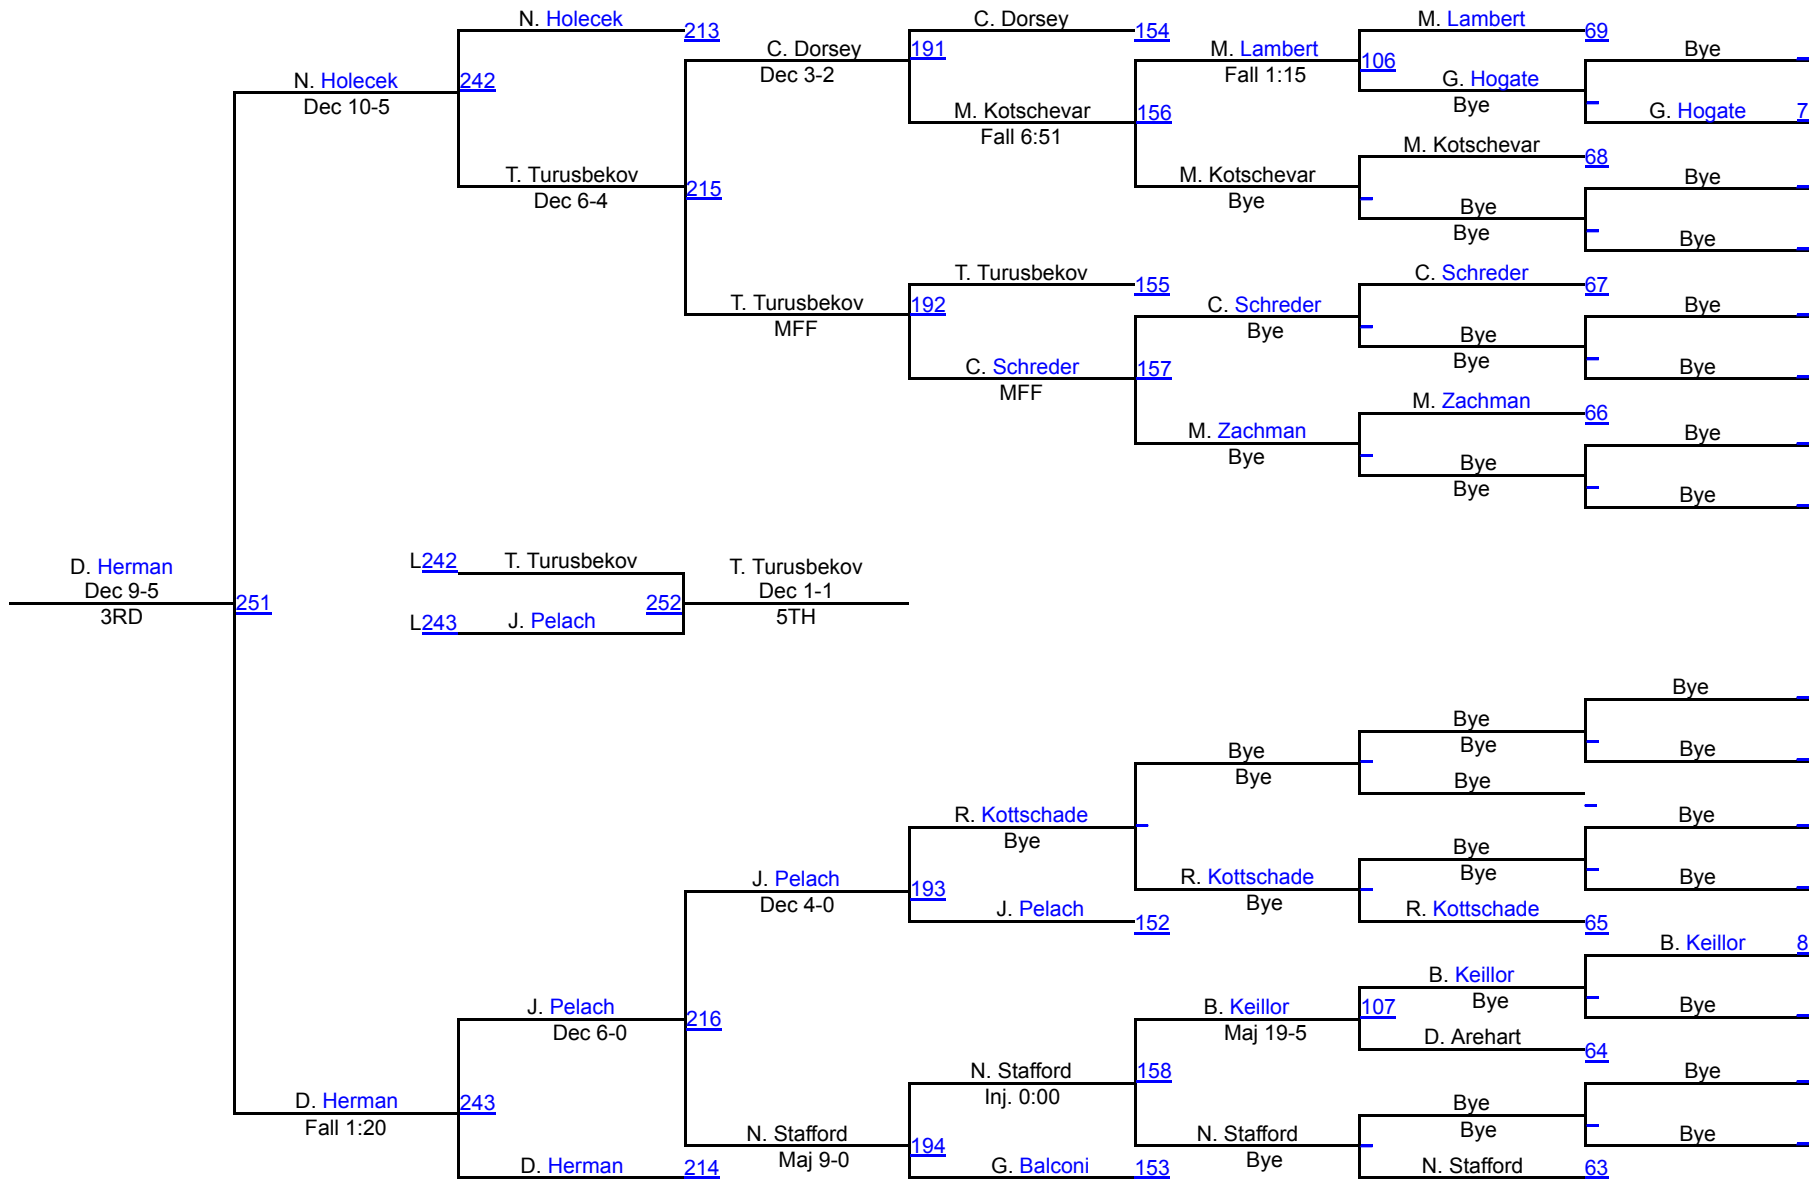 N. Holecek
213
C. Dorsey
154
M. Lambert
69
C. Dorsey
191
M. Lambert
Bye
Dec 3-2
Fall 1:15
106
N. Holecek
242
G. Hogate
Dec 10-5
Bye
M. Kotschevar
156
G. Hogate
7
Fall 6:51
M. Kotschevar
68
T. Turusbekov
215
M. Kotschevar
Bye
Dec 6-4
Bye
Bye
Bye
Bye
T. Turusbekov
155
C. Schreder
67
T. Turusbekov
192
C. Schreder
Bye
MFF
Bye
Bye
Bye
C. Schreder
157
Bye
MFF
M. Zachman
66
M. Zachman
Bye
Bye
Bye
Bye
Bye
D. Herman
L242
T. Turusbekov
T. Turusbekov
Dec 9-5
Dec 1-1
251
252
3RD
L243
J. Pelach
5TH
Bye
Bye
Bye
Bye
Bye
Bye
Bye
R. Kottschade
Bye
Bye
Bye
Bye
J. Pelach
193
R. Kottschade
Bye
Dec 4-0
Bye
J. Pelach
152
R. Kottschade
65
B. Keillor
8
B. Keillor
J. Pelach
216
B. Keillor
107
Bye
Bye
Dec 6-0
Maj 19-5
D. Arehart
64
N. Stafford
158
Bye
Inj. 0:00
D. Herman
243
Bye
Fall 1:20
Bye
N. Stafford
194
N. Stafford
Bye
Maj 9-0
Bye
D. Herman
214
G. Balconi
153
N. Stafford
63